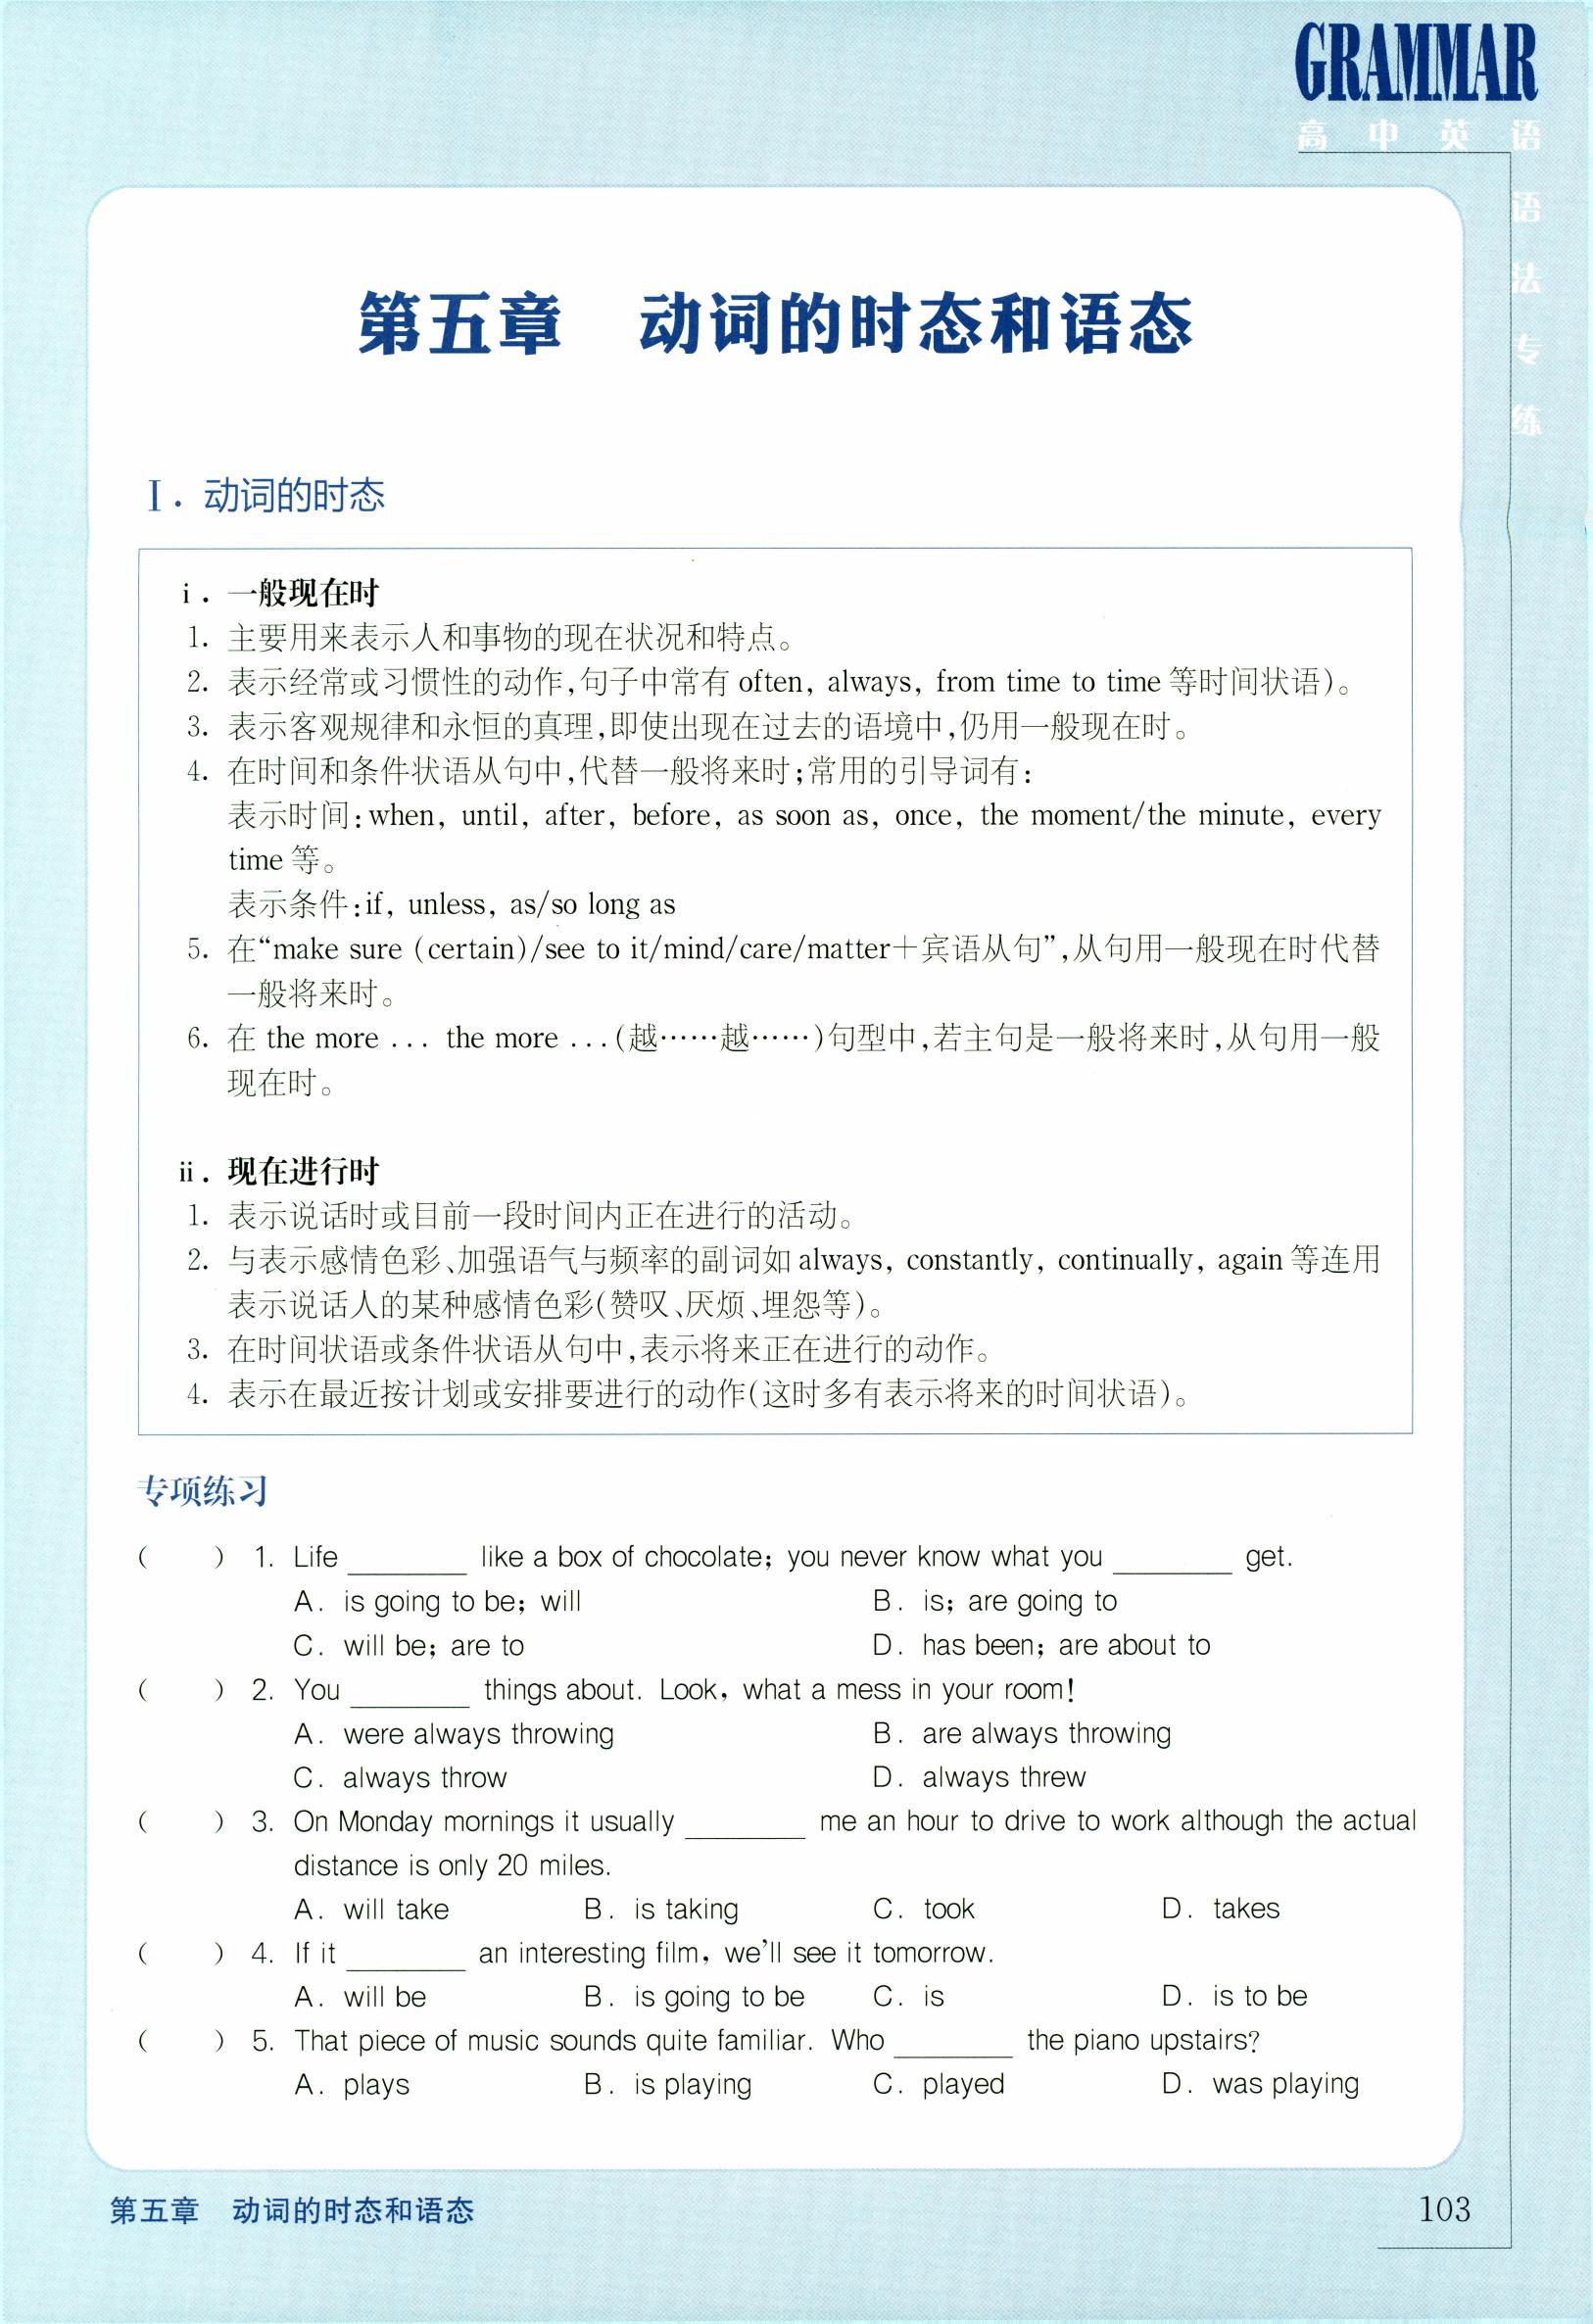 GRAMMAR
高中英语
语法专练
第五章 动词的时态和语态
Ⅰ. 动词的时态
ⅰ. 一般现在时
1. 主要用来表示人和事物的现在状况和特点。
2. 表示经常或习惯性的动作,句子中常有 often, always, from time to time 等时间状语)。
3. 表示客观规律和永恒的真理,即使出现在过去的语境中,仍用一般现在时。
4. 在时间和条件状语从句中,代替一般将来时;常用的引导词有:
表示时间:when, until, after, before, as soon as, once, the moment/the minute, every
time 等。
表示条件:if, unless, as/so long as
5. 在“make sure (certain)/see to it/mind/care/matter+宾语从句”,从句用一般现在时代替
一般将来时。
6. 在 the more ... the more ...(越……越……)句型中,若主句是一般将来时,从句用一般
现在时。
ⅱ. 现在进行时
1. 表示说话时或目前一段时间内正在进行的活动。
2. 与表示感情色彩、加强语气与频率的副词如 always, constantly, continually, again 等连用
表示说话人的某种感情色彩(赞叹、厌烦、埋怨等)。
3. 在时间状语或条件状语从句中,表示将来正在进行的动作。
4. 表示在最近按计划或安排要进行的动作(这时多有表示将来的时间状语)。
专项练习
( ) 1. Life ________ like a box of chocolate; you never know what you ________ get.
A. is going to be; will B. is; are going to
C. will be; are to D. has been; are about to
( ) 2. You ________ things about. Look, what a mess in your room!
A. were always throwing B. are always throwing
C. always throw D. always threw
( ) 3. On Monday mornings it usually ________ me an hour to drive to work although the actual
distance is only 20 miles.
A. will take B. is taking C. took D. takes
( ) 4. If it ________ an interesting film, we'll see it tomorrow.
A. will be B. is going to be C. is D. is to be
( ) 5. That piece of music sounds quite familiar. Who ________ the piano upstairs?
A. plays B. is playing C. played D. was playing
第五章 动词的时态和语态
103